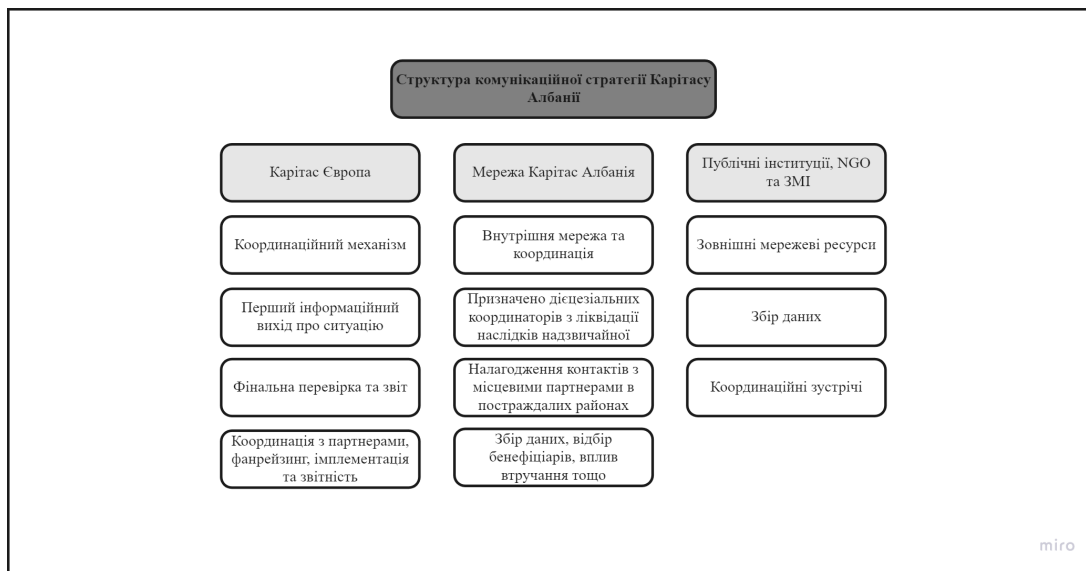 Структура комунікаційної стратегії Карітасу
Албанії
Карітас Європа
Координаційний механізм
Перший інформаційний
вихід про ситуацію
Фінальна перевірка та звіт
Координація з партнерами,
фанрейзинг, імплементація
та звітність
Мережа Карітас Албанія
Внутрішня мережа та
координація
Призначено дієцезіальних
координаторів з ліквідації
наслідків надзвичайної
Налагодження контактів з
місцевими партнерами в
постраждалих районах
Збір даних, відбір
бенефіціарів, вплив
втручання тощо
Публічні інституції, NGO
та ЗМІ
Зовнішні мережеві ресурси
Збір даних
Координаційні зустрічі
miro